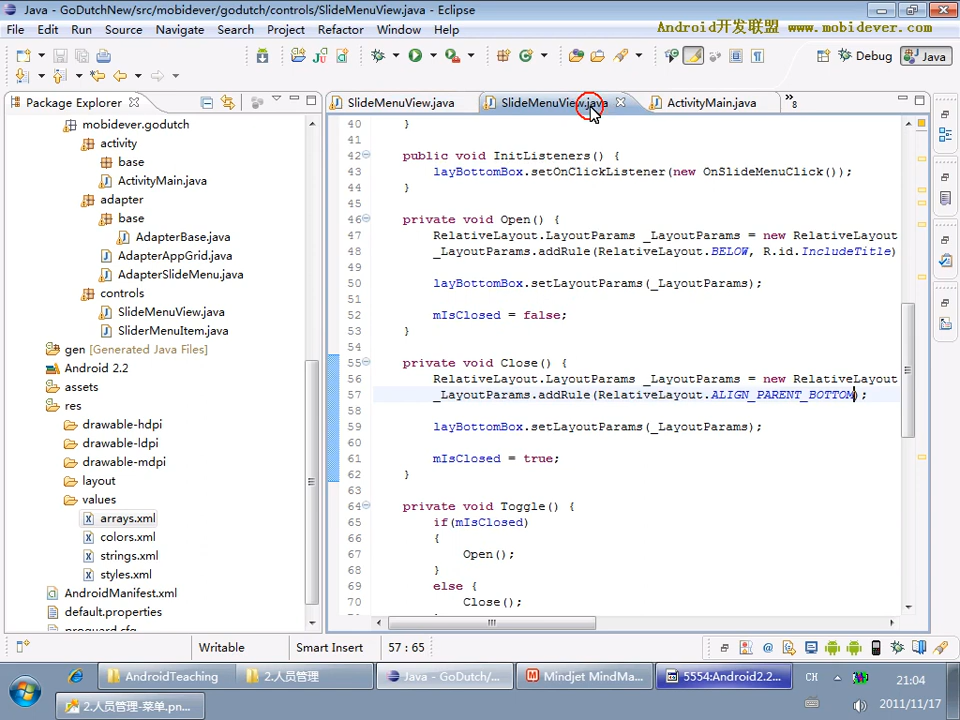 Java - GoDutchNew/src/mobidever/godutch/controls/SlideMenuView.java - Eclipse
File Edit Run Source Navigate Search Project Refactor Window Help
Android开发联盟 www.mobidever.com
Debug Java
Package Explorer
SlideMenuView.java SlideMenuView.java ActivityMain.java »8
mobidever.godutch
activity
base
ActivityMain.java
adapter
base
AdapterBase.java
AdapterAppGrid.java
AdapterSlideMenu.java
controls
SlideMenuView.java
SliderMenuItem.java
gen [Generated Java Files]
Android 2.2
assets
res
drawable-hdpi
drawable-ldpi
drawable-mdpi
layout
values
arrays.xml
colors.xml
strings.xml
styles.xml
AndroidManifest.xml
default.properties
proguard.cfg
40 }
41
42 public void InitListeners() {
43 layBottomBox.setOnClickListener(new OnSlideMenuClick());
44 }
45
46 private void Open() {
47 RelativeLayout.LayoutParams _LayoutParams = new RelativeLayout
48 _LayoutParams.addRule(RelativeLayout.BELOW, R.id.IncludeTitle)
49
50 layBottomBox.setLayoutParams(_LayoutParams);
51
52 mIsClosed = false;
53 }
54
55 private void Close() {
56 RelativeLayout.LayoutParams _LayoutParams = new RelativeLayout
57 _LayoutParams.addRule(RelativeLayout.ALIGN_PARENT_BOTTOM);
58
59 layBottomBox.setLayoutParams(_LayoutParams);
60
61 mIsClosed = true;
62 }
63
64 private void Toggle() {
65 if(mIsClosed)
66 {
67 Open();
68 }
69 else {
70 Close();
Writable Smart Insert 57 : 65
AndroidTeaching 2.人员管理 Java - GoDutch/... Mindjet MindMa... 5554:Android2.2... CH 21:04
2.人员管理-菜单.pn... 2011/11/17